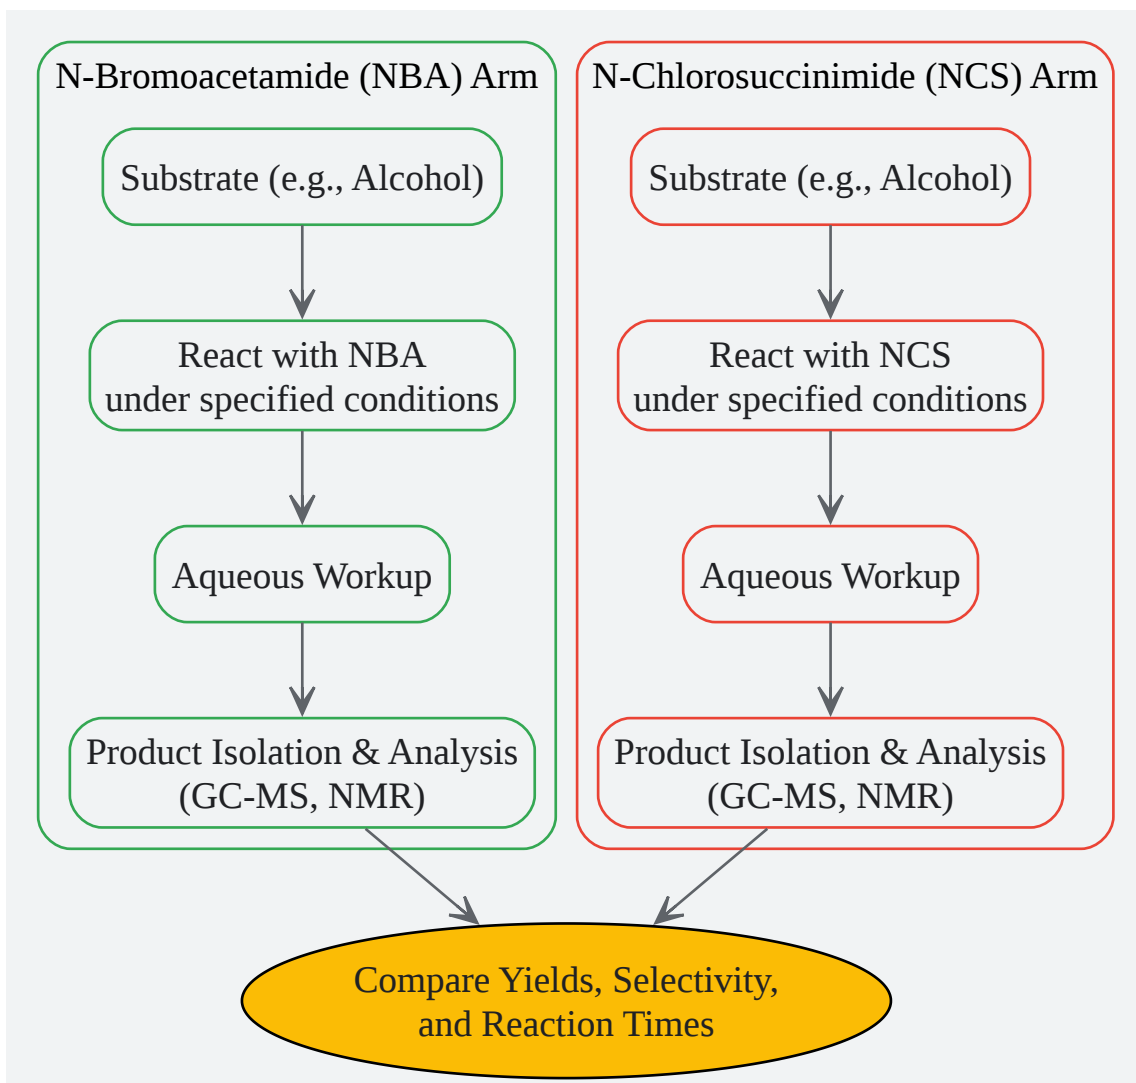 N-Bromoacetamide (NBA) Arm
Substrate (e.g., Alcohol)
React with NBA
under specified conditions
Aqueous Workup
Product Isolation & Analysis
(GC-MS, NMR)
N-Chlorosuccinimide (NCS) Arm
Substrate (e.g., Alcohol)
React with NCS
under specified conditions
Aqueous Workup
Product Isolation & Analysis
(GC-MS, NMR)
Compare Yields, Selectivity,
and Reaction Times